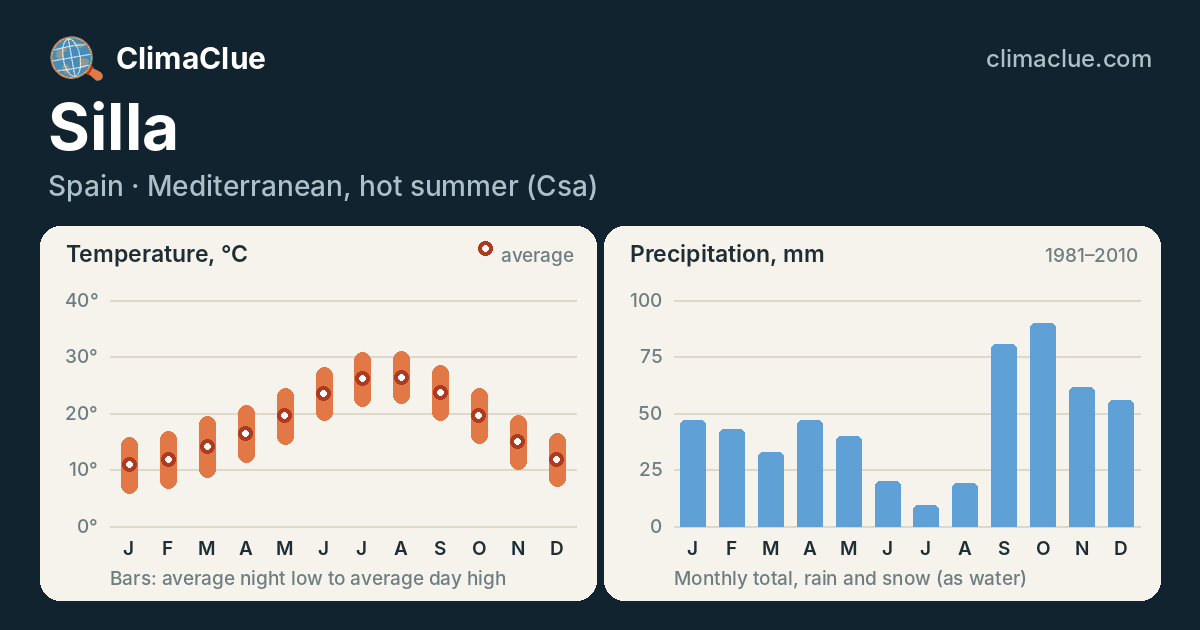 ClimaClue
climaclue.com
Silla
Spain · Mediterranean, hot summer (Csa)
Temperature, °C
average
40°
30°
20°
10°
0°
J F M A M J J A S O N D
Bars: average night low to average day high
Precipitation, mm
1981–2010
100
75
50
25
0
J F M A M J J A S O N D
Monthly total, rain and snow (as water)